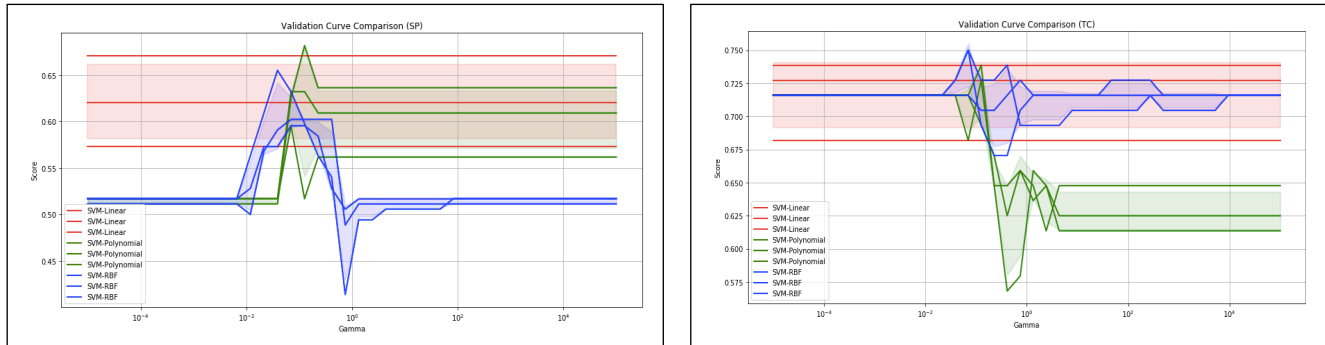 Validation Curve Comparison (SP)
Score
0.65
0.60
0.55
0.50
0.45
SVM-Linear
SVM-Linear
SVM-Linear
SVM-Polynomial
SVM-Polynomial
SVM-Polynomial
SVM-RBF
SVM-RBF
SVM-RBF
10⁻⁴
10⁻²
10⁰
10²
10⁴
Gamma
Validation Curve Comparison (TC)
Score
0.750
0.725
0.700
0.675
0.650
0.625
0.600
0.575
SVM-Linear
SVM-Linear
SVM-Linear
SVM-Polynomial
SVM-Polynomial
SVM-Polynomial
SVM-RBF
SVM-RBF
SVM-RBF
10⁻⁴
10⁻²
10⁰
10²
10⁴
Gamma